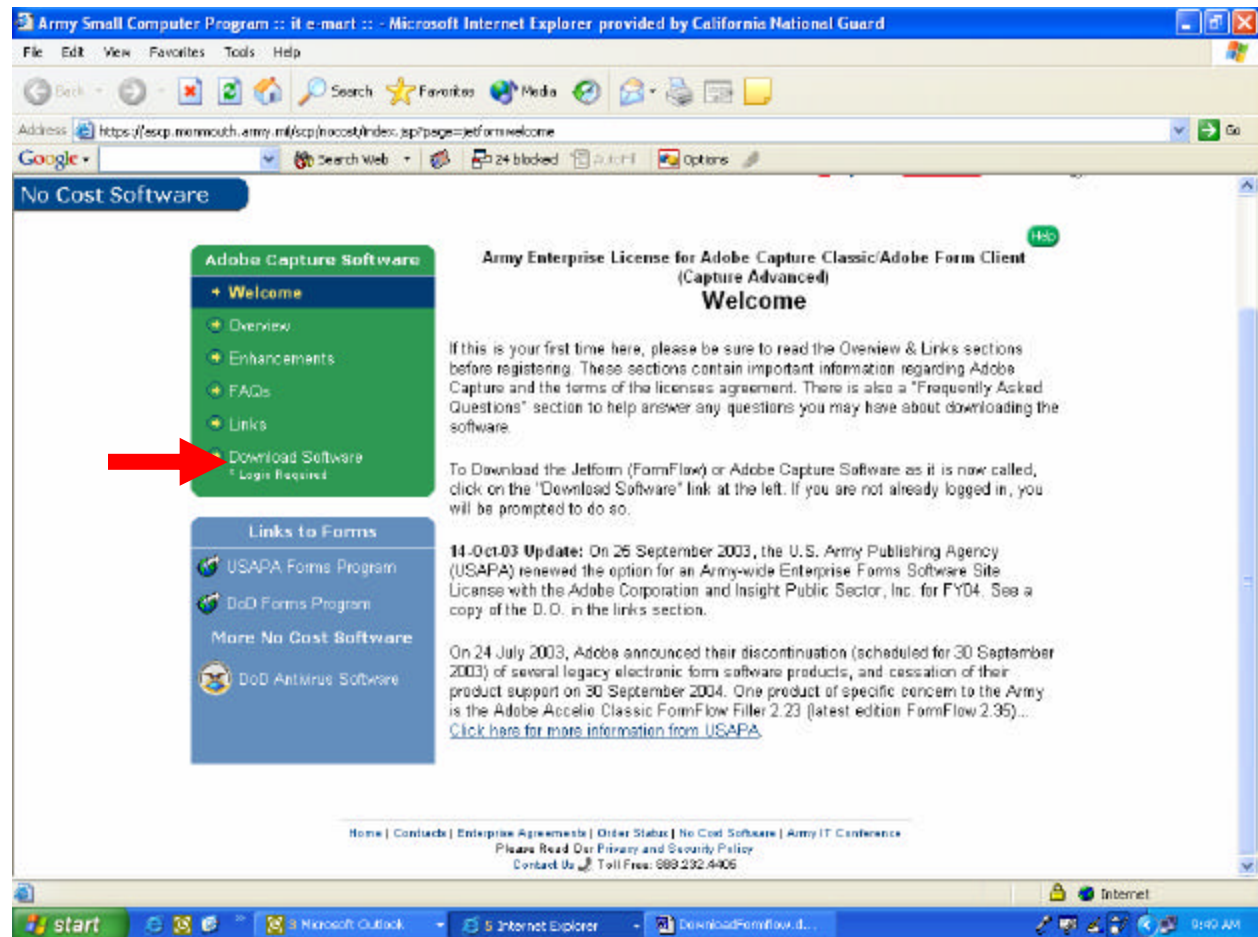 Army Small Computer Program :: it e-mart :: - Microsoft Internet Explorer provided by California National Guard
File Edit View Favorites Tools Help
Back Search Favorites Media
Address https://ascp.monmouth.army.mil/scp/nocost/index.jsp?page=jetformwelcome Go
Google Search Web 24 blocked AutoFill Options
No Cost Software
Help
Adobe Capture Software
Welcome
Overview
Enhancements
FAQs
Links
Download Software
* Login Required
Links to Forms
USAPA Forms Program
DoD Forms Program
More No Cost Software
DoD Antivirus Software
Army Enterprise License for Adobe Capture Classic/Adobe Form Client
(Capture Advanced)
Welcome
If this is your first time here, please be sure to read the Overview & Links sections
before registering. These sections contain important information regarding Adobe
Capture and the terms of the licenses agreement. There is also a "Frequently Asked
Questions" section to help answer any questions you may have about downloading the
software.
To Download the Jetform (FormFlow) or Adobe Capture Software as it is now called,
click on the "Download Software" link at the left. If you are not already logged in, you
will be prompted to do so.
14-Oct-03 Update: On 26 September 2003, the U.S. Army Publishing Agency
(USAPA) renewed the option for an Army-wide Enterprise Forms Software Site
License with the Adobe Corporation and Insight Public Sector, Inc. for FY04. See a
copy of the D.O. in the links section.
On 24 July 2003, Adobe announced their discontinuation (scheduled for 30 September
2003) of several legacy electronic form software products, and cessation of their
product support on 30 September 2004. One product of specific concern to the Army
is the Adobe Accelio Classic FormFlow Filler 2.23 (latest edition FormFlow 2.35)...
Click here for more information from USAPA.
Home | Contacts | Enterprise Agreements | Order Status | No Cost Software | Army IT Conference
Please Read Our Privacy and Security Policy
Contact Us Toll Free: 888.232.4405
Internet
start 3 Microsoft Outlook 5 Internet Explorer DownloadFormflow.d... 9:49 AM